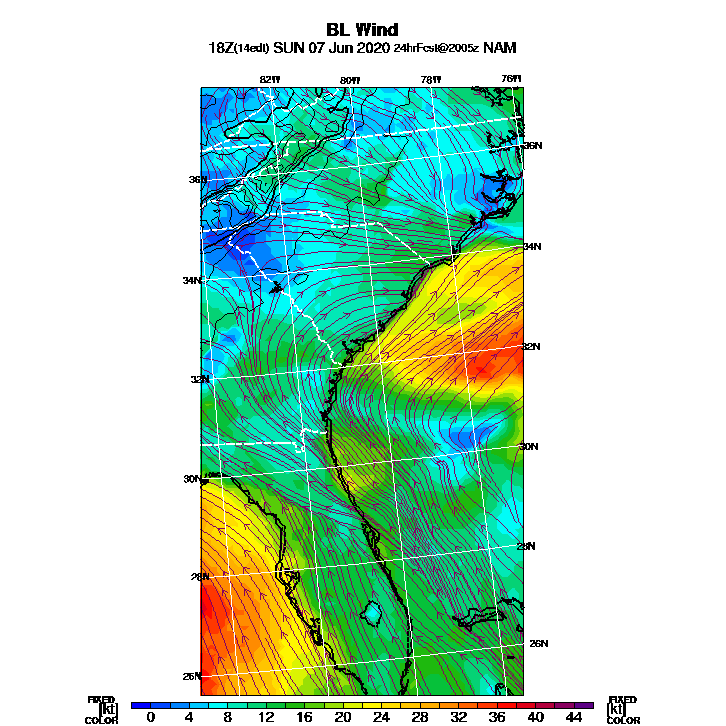 BL Wind
18Z(14edt) SUN 07 Jun 2020 24hrFcst@2005z NAM
82W 80W 78W 76W
36N
36N
34N
34N
32N
32N
30N
30N
28N
28N
26N
26N
FIXED FIXED
[kt] 0 4 8 12 16 20 24 28 32 36 40 44 [kt]
COLOR COLOR